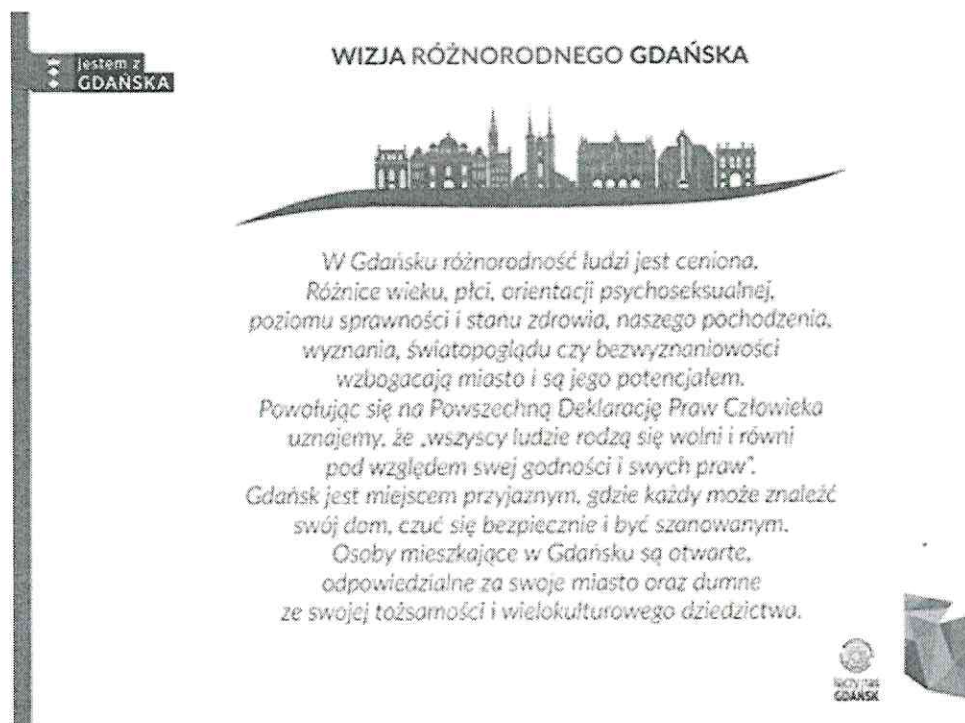 jestem z
GDAŃSKA
WIZJA RÓŻNORODNEGO GDAŃSKA
W Gdańsku różnorodność ludzi jest ceniona.
Różnice wieku, płci, orientacji psychoseksualnej,
poziomu sprawności i stanu zdrowia, naszego pochodzenia,
wyznania, światopoglądu czy bezwyznaniowości
wzbogacają miasto i są jego potencjałem.
Powołując się na Powszechną Deklarację Praw Człowieka
uznajemy, że „wszyscy ludzie rodzą się wolni i równi
pod względem swej godności i swych praw”.
Gdańsk jest miejscem przyjaznym, gdzie każdy może znaleźć
swój dom, czuć się bezpiecznie i być szanowanym.
Osoby mieszkające w Gdańsku są otwarte,
odpowiedzialne za swoje miasto oraz dumne
ze swojej tożsamości i wielokulturowego dziedzictwa.
łączy nas
GDAŃSK